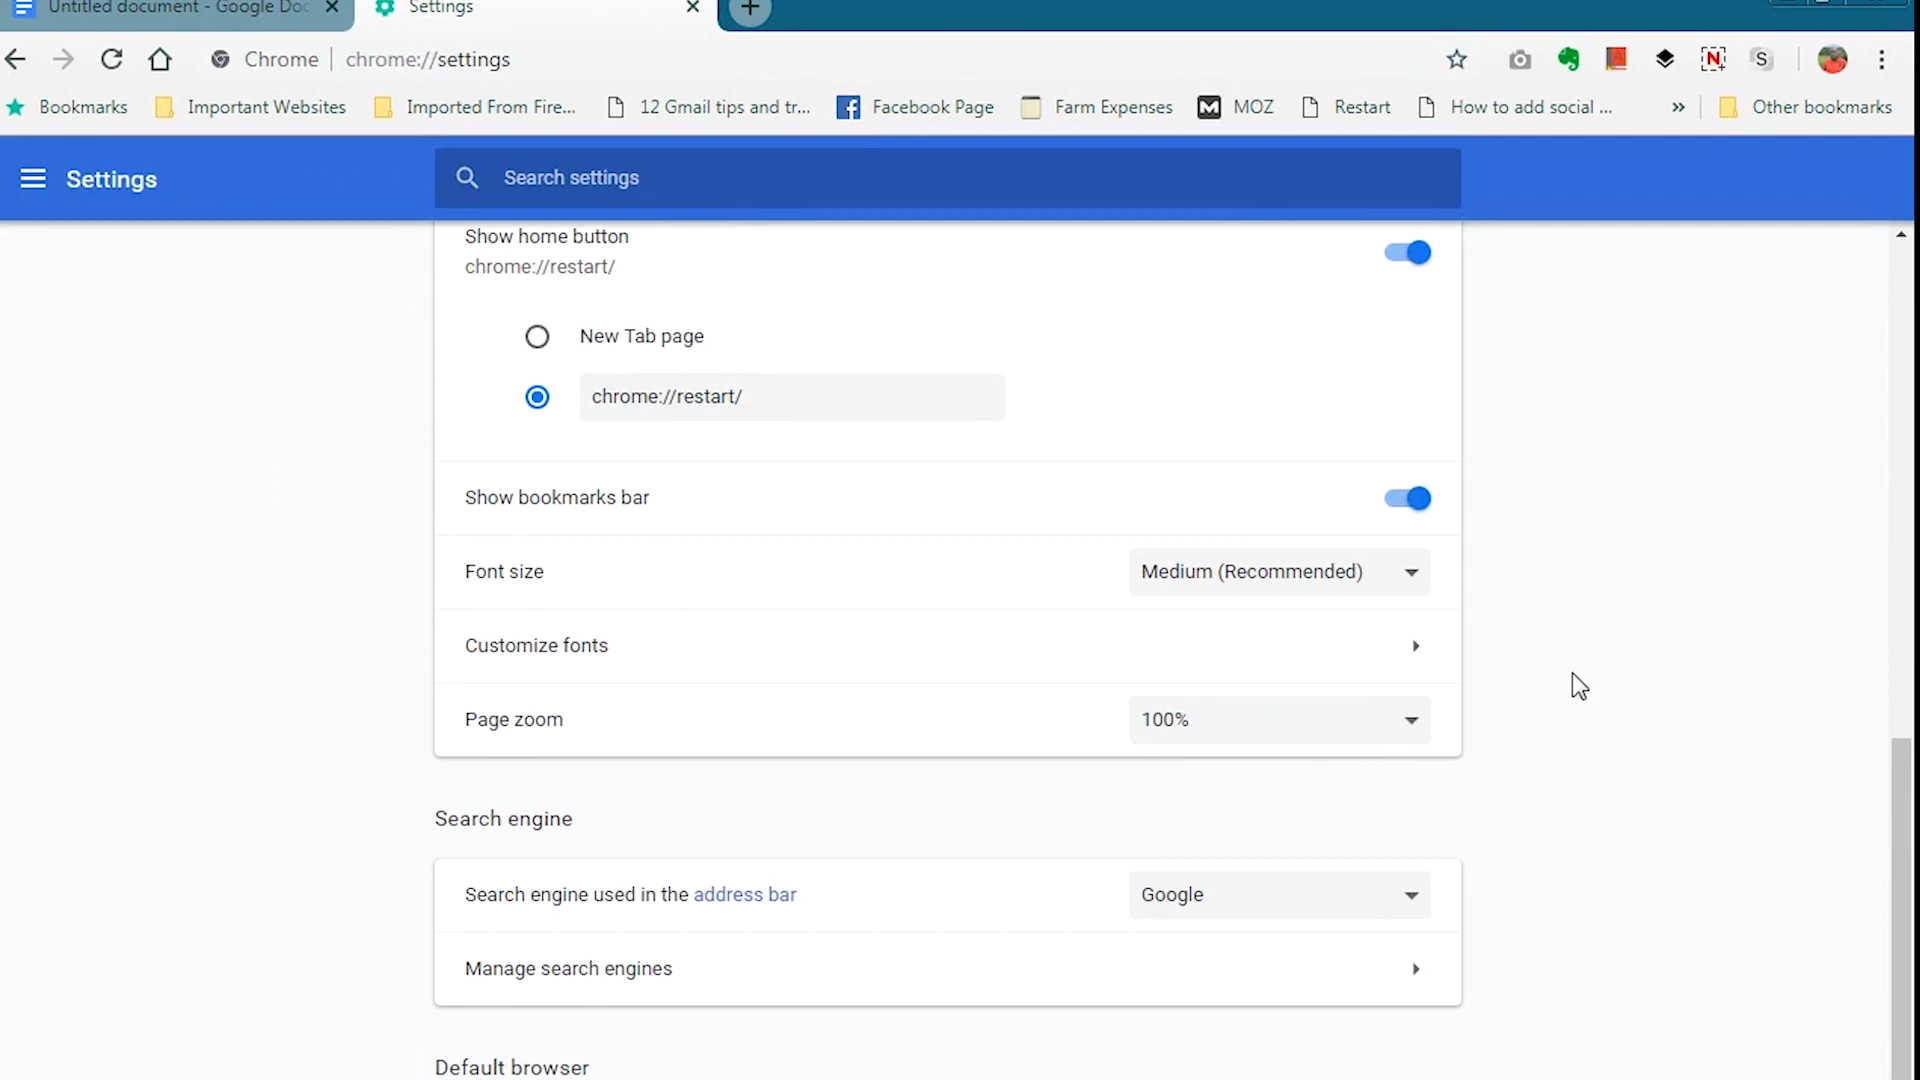 Untitled document - Google Doc
Settings
Chrome
chrome://settings
Bookmarks
Important Websites
Imported From Fire...
12 Gmail tips and tr...
Facebook Page
Farm Expenses
M
MOZ
Restart
How to add social ...
»
Other bookmarks
N
S
Settings
Search settings
Show home button
chrome://restart/
New Tab page
chrome://restart/
Show bookmarks bar
Font size
Medium (Recommended)
Customize fonts
Page zoom
100%
Search engine
Search engine used in the address bar
Google
Manage search engines
Default browser